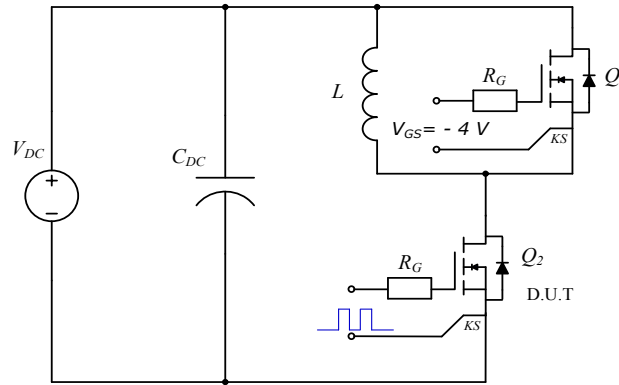 Q
R_G
L
V_GS = - 4 V
KS
V_DC
+
−
C_DC
Q_2
R_G
D.U.T
KS